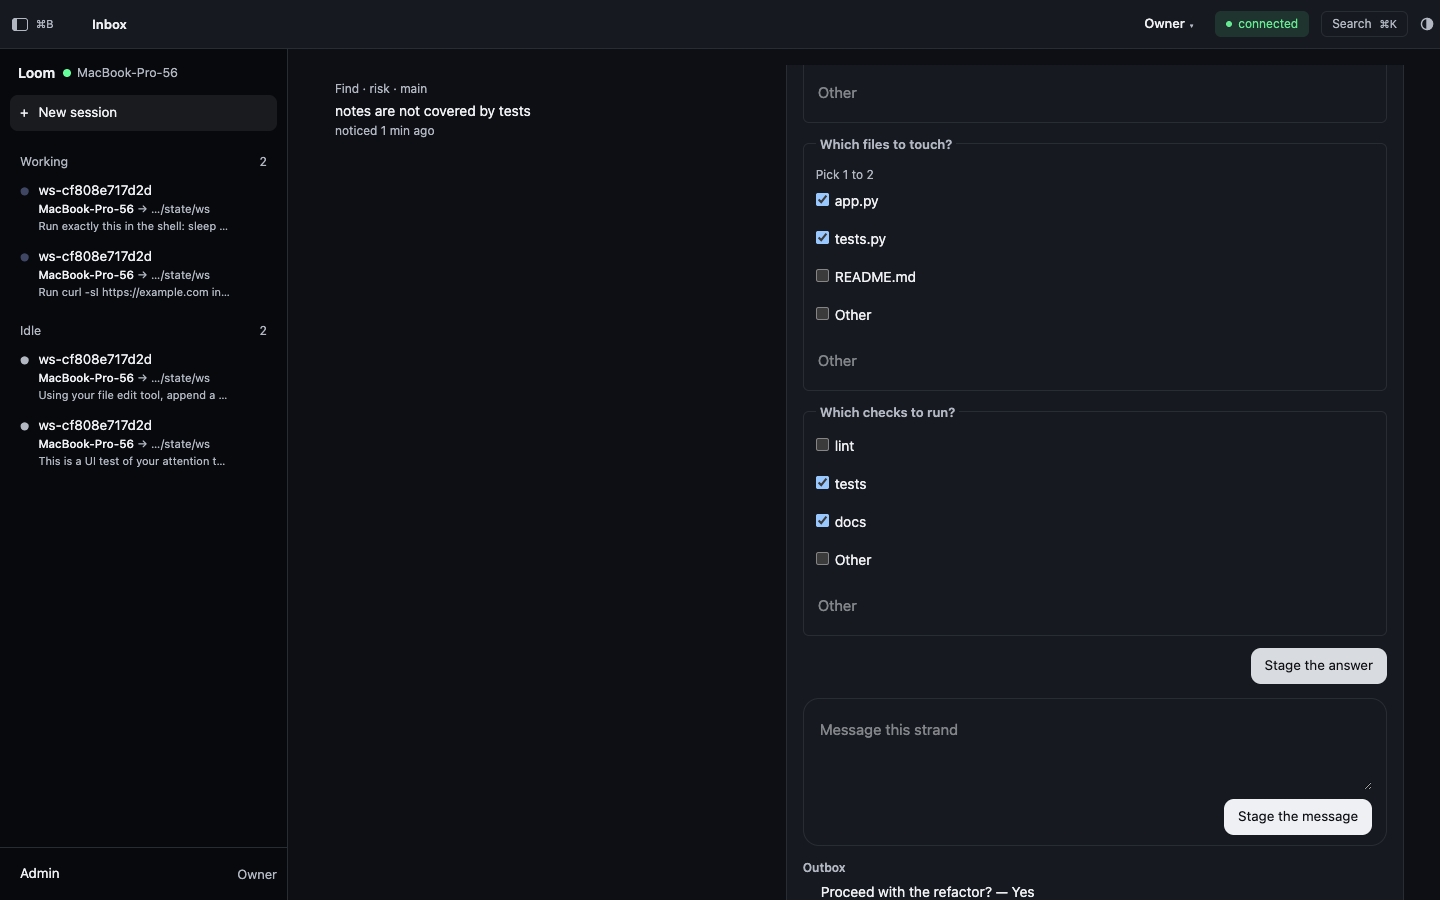 ⌘B
Inbox
Owner
connected
Search ⌘K
Loom
MacBook-Pro-56
+ New session
Working 2
ws-cf808e717d2d
MacBook-Pro-56 → .../state/ws
Run exactly this in the shell: sleep ...
ws-cf808e717d2d
MacBook-Pro-56 → .../state/ws
Run curl -sI https://example.com in...
Idle 2
ws-cf808e717d2d
MacBook-Pro-56 → .../state/ws
Using your file edit tool, append a ...
ws-cf808e717d2d
MacBook-Pro-56 → .../state/ws
This is a UI test of your attention t...
Admin Owner
Find · risk · main
notes are not covered by tests
noticed 1 min ago
Other
Which files to touch?
Pick 1 to 2
app.py
tests.py
README.md
Other
Other
Which checks to run?
lint
tests
docs
Other
Other
Stage the answer
Message this strand
Stage the message
Outbox
Proceed with the refactor? — Yes